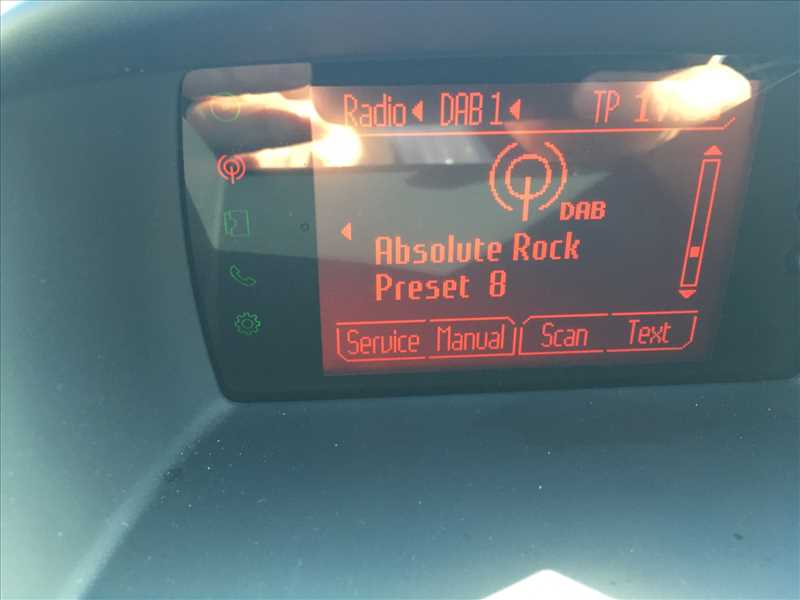 Radio DAB 1 TP
DAB
Absolute Rock
Preset 8
Service Manual Scan Text